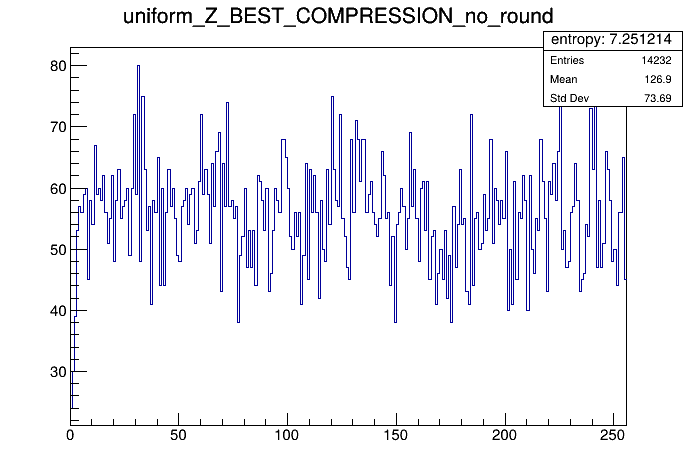 uniform_Z_BEST_COMPRESSION_no_round
entropy: 7.251214
Entries 14232
Mean 126.9
Std Dev 73.69
80
70
60
50
40
30
0 50 100 150 200 250